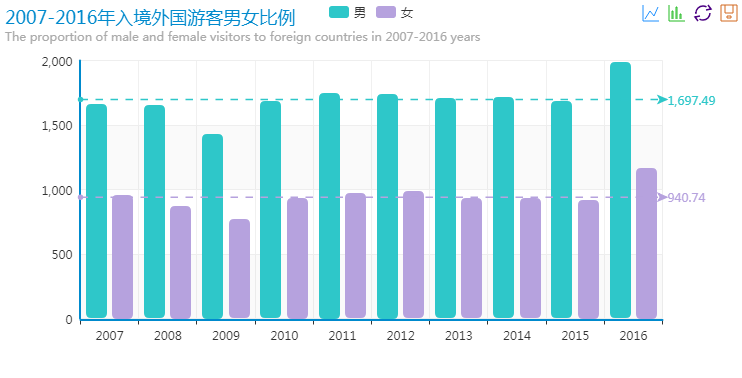 2007-2016年入境外国游客男女比例
男 女
The proportion of male and female visitors to foreign countries in 2007-2016 years
2,000
1,697.49
1,500
1,000
940.74
500
0
2007 2008 2009 2010 2011 2012 2013 2014 2015 2016